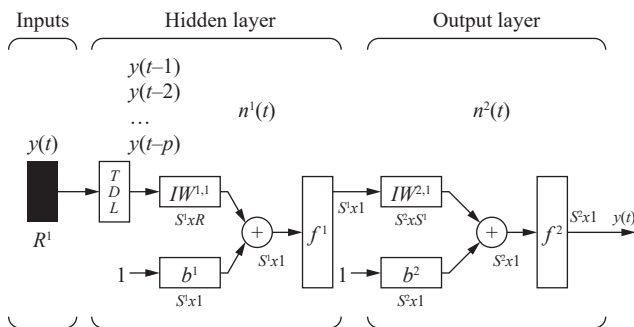 Inputs
Hidden layer
Output layer
y(t–1)
y(t–2)
...
y(t–p)
n¹(t)
n²(t)
y(t)
R¹
T
D
L
IW¹,¹
S¹xR
1
b¹
S¹x1
+
S¹x1
f¹
S¹x1
IW²,¹
S²xS¹
1
b²
S²x1
+
S²x1
f²
S²x1
y(t)